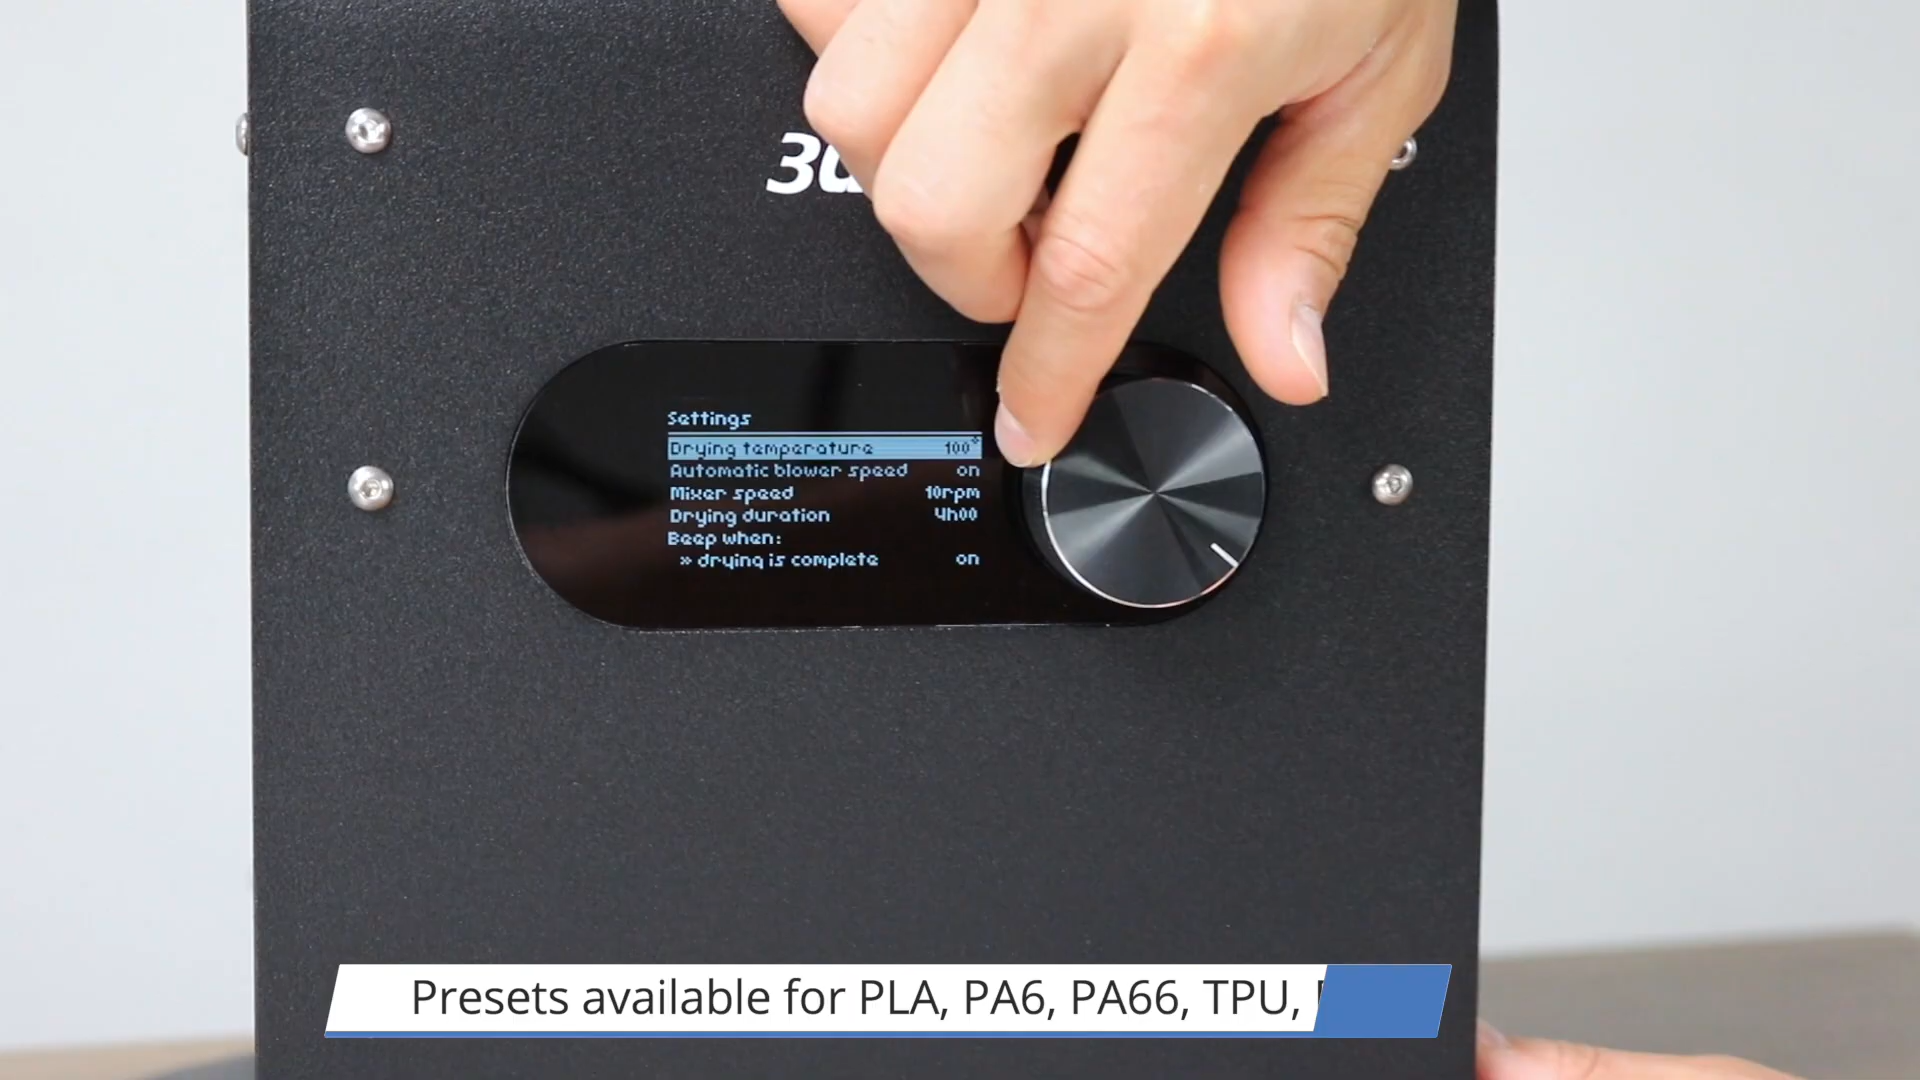 Settings
Drying temperature 100°
Automatic blower speed on
Mixer speed 10rpm
Drying duration 4h00
Beep when:
» drying is complete on
Presets available for PLA, PA6, PA66, TPU,